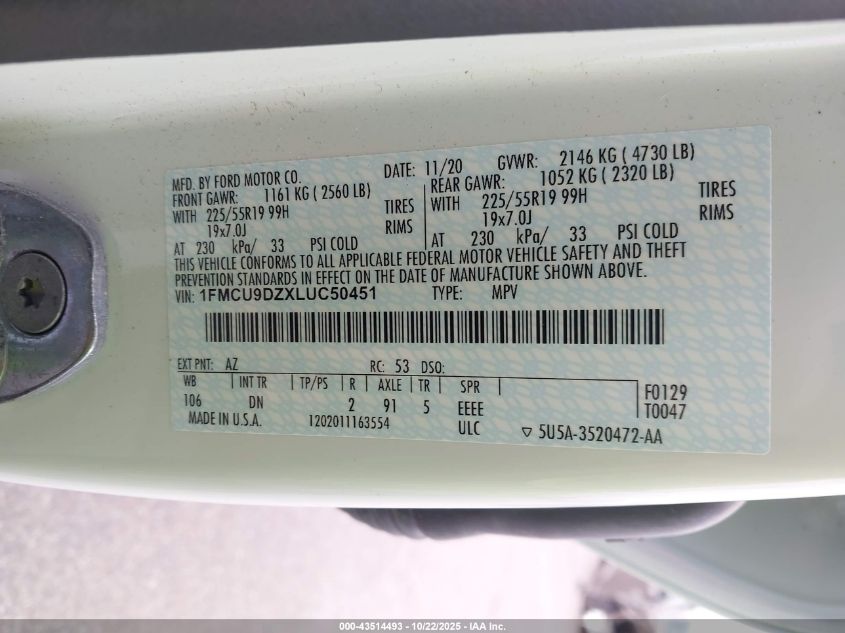 MFD. BY FORD MOTOR CO. DATE: 11/20 GVWR: 2146 KG ( 4730 LB)
FRONT GAWR: 1161 KG ( 2560 LB) REAR GAWR: 1052 KG ( 2320 LB)
WITH 225/55R19 99H TIRES WITH 225/55R19 99H TIRES
19x7.0J RIMS 19x7.0J RIMS
AT 230 kPa/ 33 PSI COLD AT 230 kPa/ 33 PSI COLD
THIS VEHICLE CONFORMS TO ALL APPLICABLE FEDERAL MOTOR VEHICLE SAFETY AND THEFT
PREVENTION STANDARDS IN EFFECT ON THE DATE OF MANUFACTURE SHOWN ABOVE.
VIN: 1FMCU9DZXLUC50451 TYPE: MPV
EXT PNT: AZ RC: 53 DSO:
WB INT TR TP/PS R AXLE TR SPR F0129
106 DN 2 91 5 EEEE T0047
MADE IN U.S.A. 1202011163554 ULC ▽ 5U5A-3520472-AA
000-43514493 - 10/22/2025 - IAA Inc.